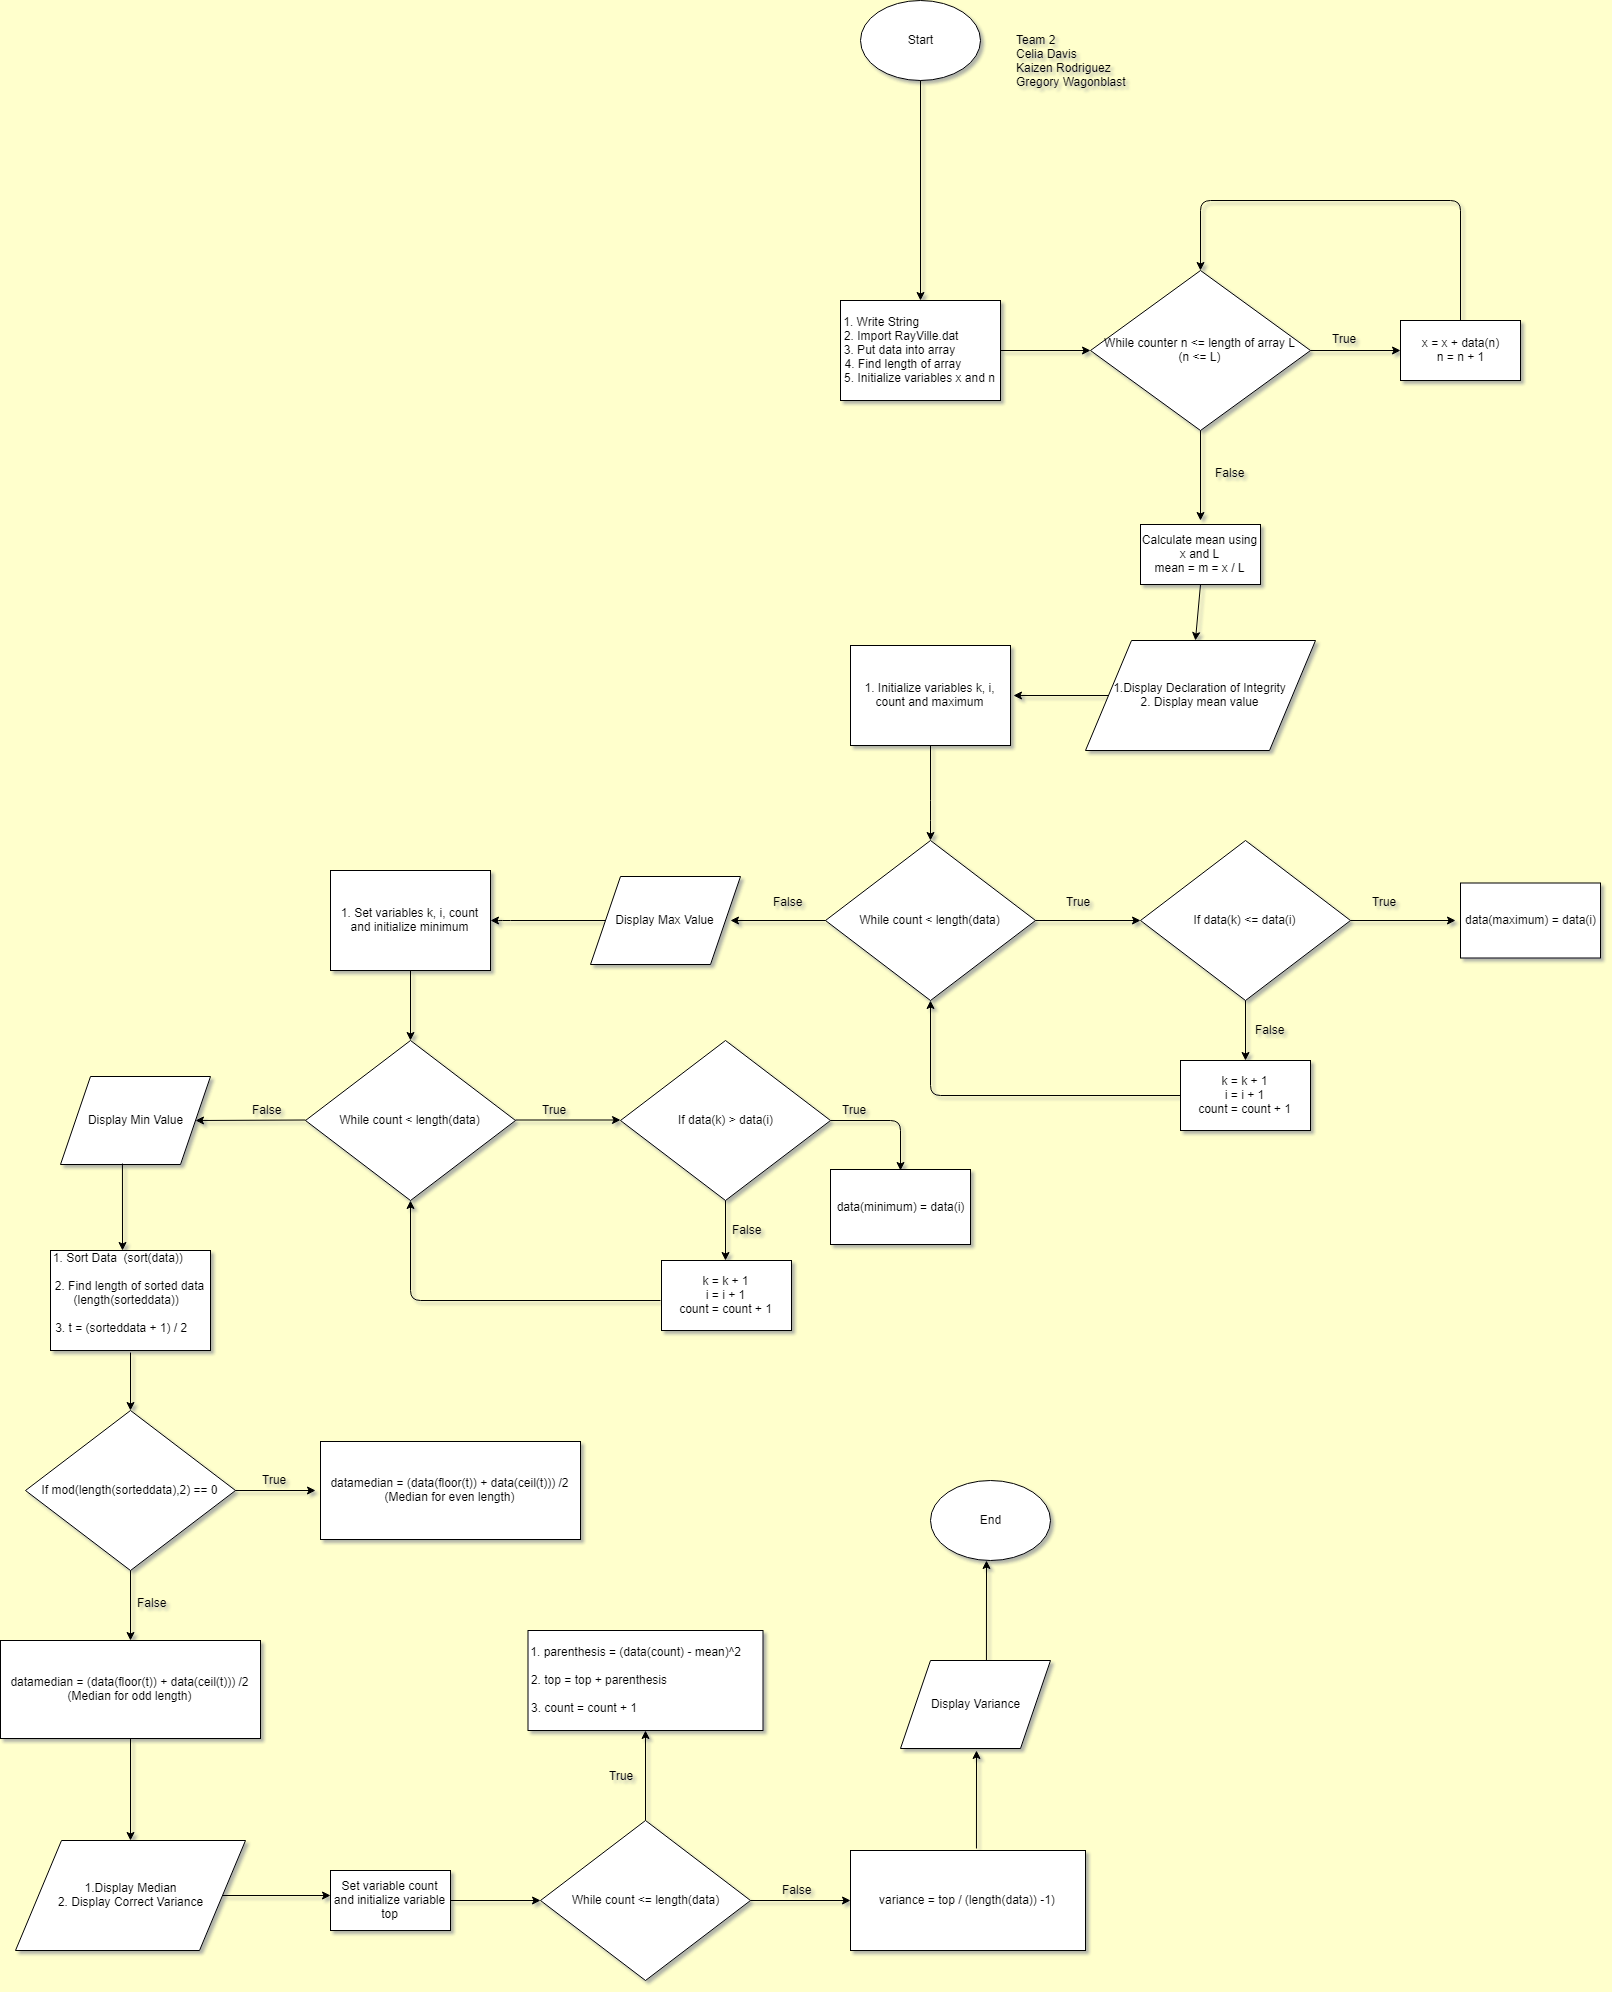 Start
Team 2
Celia Davis
Kaizen Rodriguez
Gregory Wagonblast
1. Write String
2. Import RayVille.dat
3. Put data into array
4. Find length of array
5. Initialize variables x and n
While counter n <= length of array L
(n <= L)
True
x = x + data(n)
n = n + 1
False
Calculate mean using
x and L
mean = m = x / L
1.Display Declaration of Integrity
2. Display mean value
1. Initialize variables k, i,
count and maximum
While count < length(data)
True
If data(k) <= data(i)
True
data(maximum) = data(i)
False
k = k + 1
i = i + 1
count = count + 1
False
Display Max Value
1. Set variables k, i, count
and initialize minimum
While count < length(data)
True
If data(k) > data(i)
True
data(minimum) = data(i)
False
k = k + 1
i = i + 1
count = count + 1
False
Display Min Value
1. Sort Data  (sort(data))
2. Find length of sorted data
(length(sorteddata))
3. t = (sorteddata + 1) / 2
If mod(length(sorteddata),2) == 0
True
datamedian = (data(floor(t)) + data(ceil(t))) /2
(Median for even length)
False
datamedian = (data(floor(t)) + data(ceil(t))) /2
(Median for odd length)
1.Display Median
2. Display Correct Variance
Set variable count
and initialize variable
top
While count <= length(data)
True
1. parenthesis = (data(count) - mean)^2
2. top = top + parenthesis
3. count = count + 1
False
variance = top / (length(data)) -1)
Display Variance
End